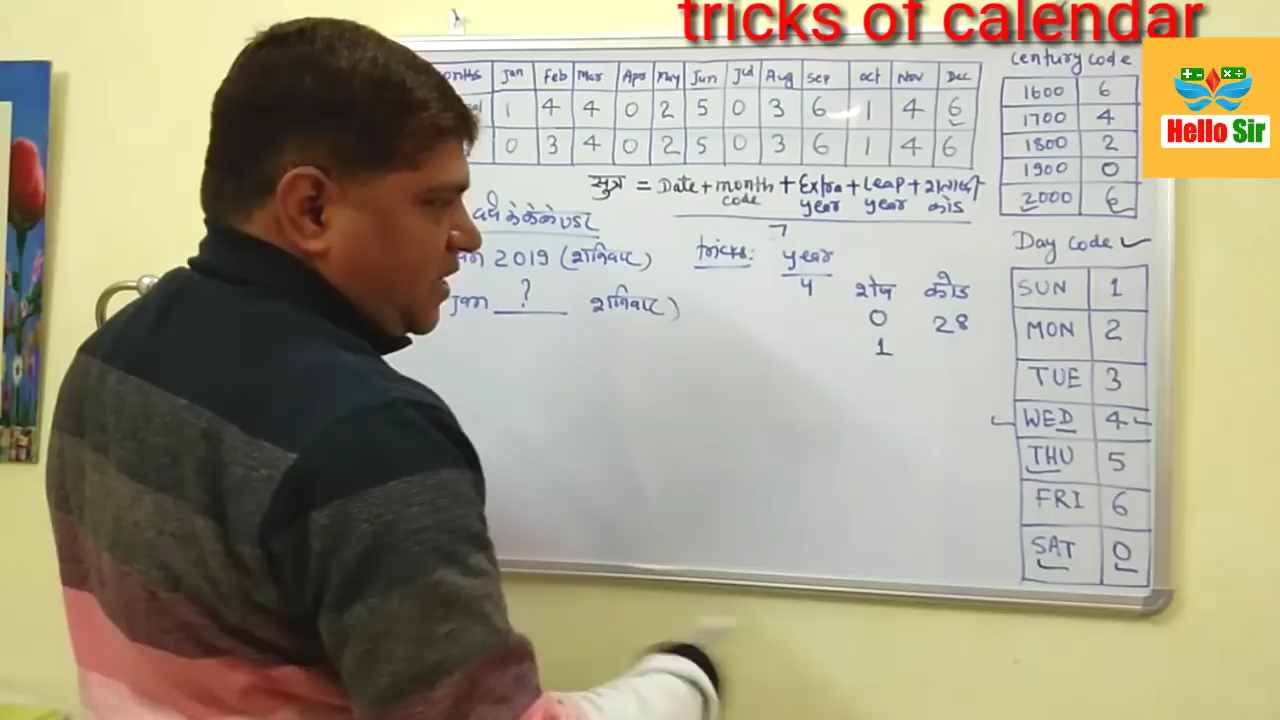 tricks of calendar
Jan Feb Mar Apr May Jun Jul Aug Sep Oct Nov Dec
1 4 4 0 2 5 0 3 6 1 4 6
0 3 4 0 2 5 0 3 6 1 4 6
सुत्र = Date + month code + Extra year + Leap year + शताब्दी कोड
7
2019 (शनिवार)
? शनिवार)
tricks: year
4
शेष कोड
0 28
1
Century code
1600 6
1700 4
1800 2
1900 0
2000 6
Hello Sir
Day code ✓
SUN 1
MON 2
TUE 3
WED 4
THU 5
FRI 6
SAT 0